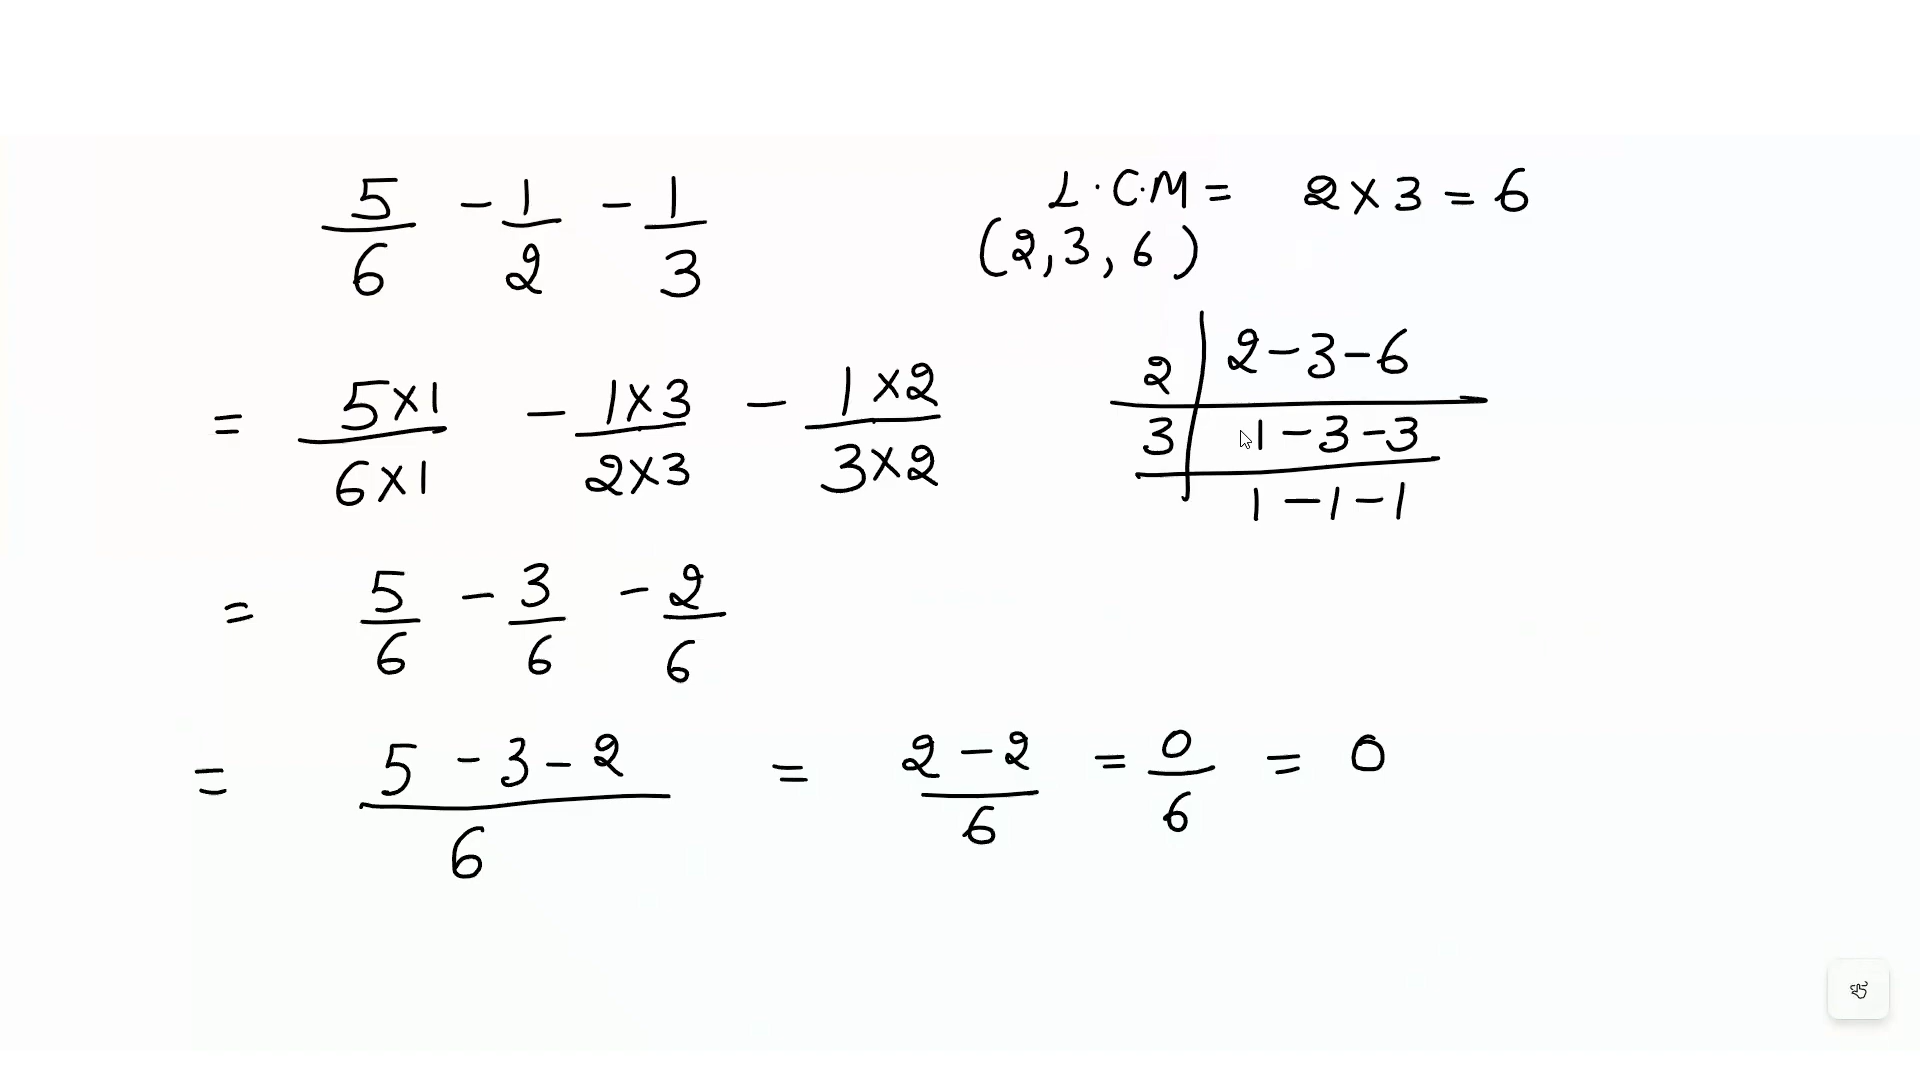 5/6 - 1/2 - 1/3
L.C.M = 2 × 3 = 6
(2, 3, 6)
2 | 2 - 3 - 6
3 | 1 - 3 - 3
1 - 1 - 1
= 5×1/6×1 - 1×3/2×3 - 1×2/3×2
= 5/6 - 3/6 - 2/6
= 5 - 3 - 2/6 = 2 - 2/6 = 0/6 = 0